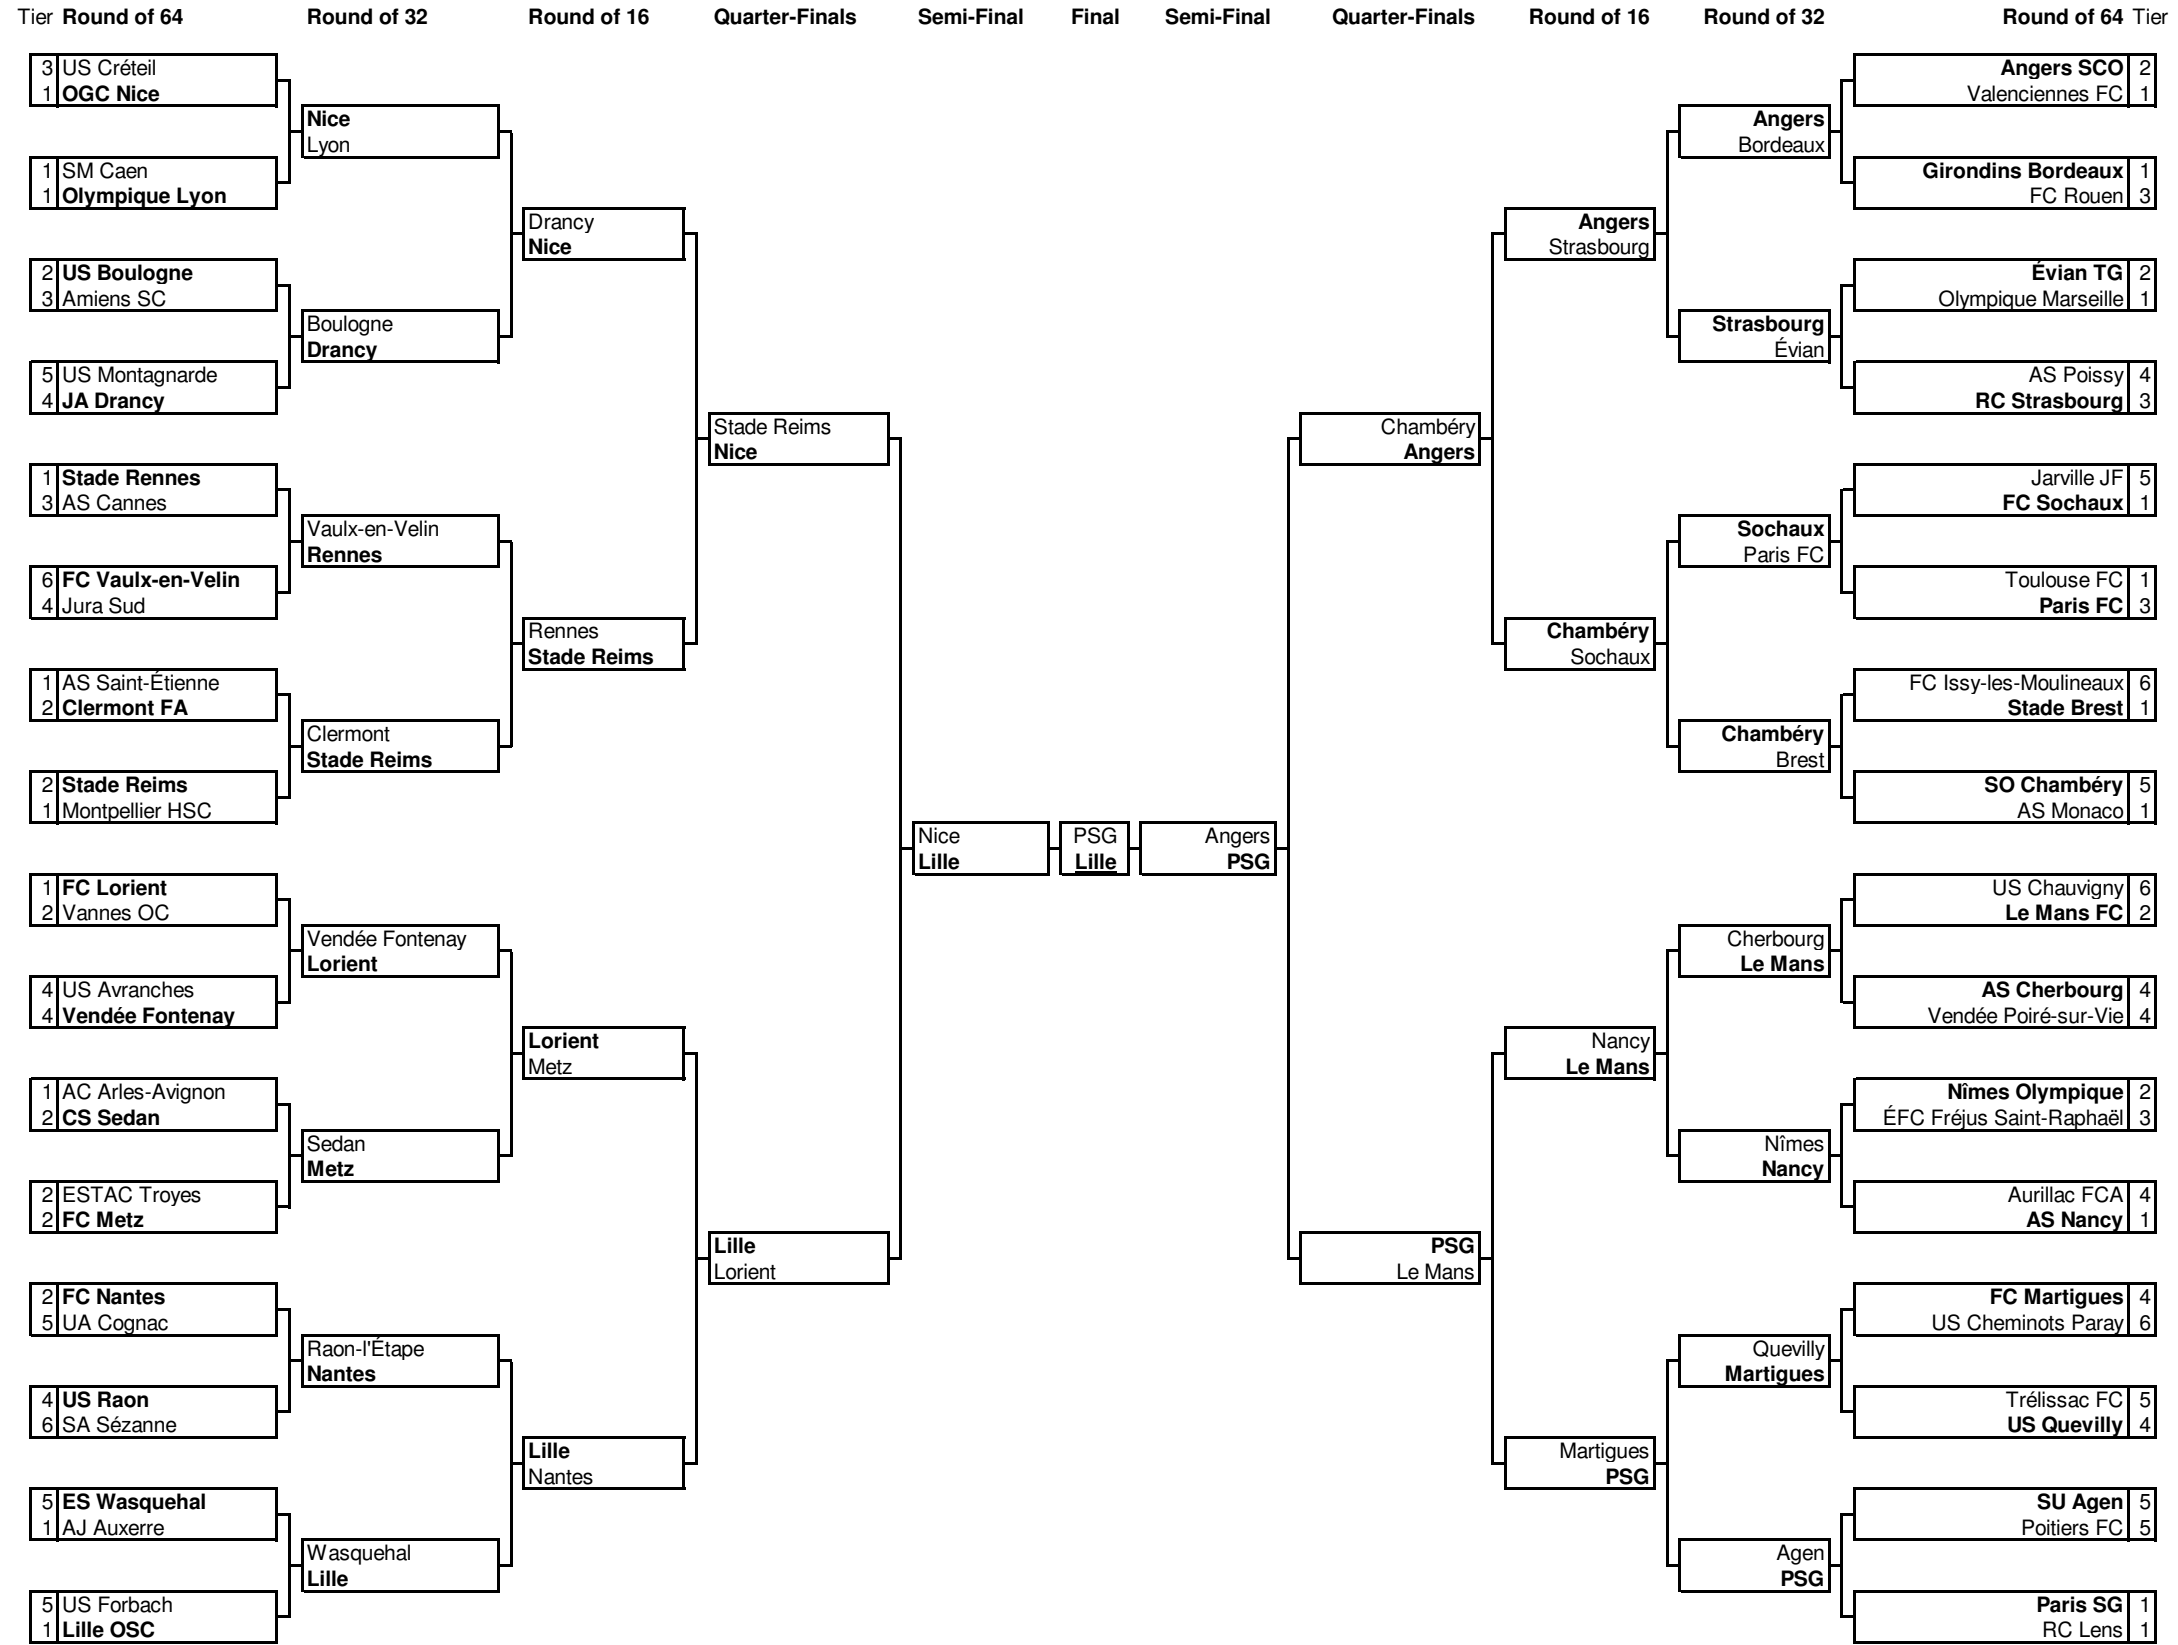 Tier Round of 64 Round of 32 Round of 16 Quarter-Finals Semi-Final Final Semi-Final Quarter-Finals Round of 16 Round of 32 Round of 64 Tier
3 US Créteil
1 OGC Nice
1 SM Caen
1 Olympique Lyon
2 US Boulogne
3 Amiens SC
5 US Montagnarde
4 JA Drancy
1 Stade Rennes
3 AS Cannes
6 FC Vaulx-en-Velin
4 Jura Sud
1 AS Saint-Étienne
2 Clermont FA
2 Stade Reims
1 Montpellier HSC
1 FC Lorient
2 Vannes OC
4 US Avranches
4 Vendée Fontenay
1 AC Arles-Avignon
2 CS Sedan
2 ESTAC Troyes
2 FC Metz
2 FC Nantes
5 UA Cognac
4 US Raon
6 SA Sézanne
5 ES Wasquehal
1 AJ Auxerre
5 US Forbach
1 Lille OSC
Nice
Lyon
Boulogne
Drancy
Vaulx-en-Velin
Rennes
Clermont
Stade Reims
Vendée Fontenay
Lorient
Sedan
Metz
Raon-l'Étape
Nantes
Wasquehal
Lille
Drancy
Nice
Rennes
Stade Reims
Lorient
Metz
Lille
Nantes
Stade Reims
Nice
Lille
Lorient
Nice
Lille
PSG
Lille
Angers
PSG
Chambéry
Angers
PSG
Le Mans
Angers
Strasbourg
Chambéry
Sochaux
Nancy
Le Mans
Martigues
PSG
Angers
Bordeaux
Strasbourg
Évian
Sochaux
Paris FC
Chambéry
Brest
Cherbourg
Le Mans
Nîmes
Nancy
Quevilly
Martigues
Agen
PSG
Angers SCO 2
Valenciennes FC 1
Girondins Bordeaux 1
FC Rouen 3
Évian TG 2
Olympique Marseille 1
AS Poissy 4
RC Strasbourg 3
Jarville JF 5
FC Sochaux 1
Toulouse FC 1
Paris FC 3
FC Issy-les-Moulineaux 6
Stade Brest 1
SO Chambéry 5
AS Monaco 1
US Chauvigny 6
Le Mans FC 2
AS Cherbourg 4
Vendée Poiré-sur-Vie 4
Nîmes Olympique 2
ÉFC Fréjus Saint-Raphaël 3
Aurillac FCA 4
AS Nancy 1
FC Martigues 4
US Cheminots Paray 6
Trélissac FC 5
US Quevilly 4
SU Agen 5
Poitiers FC 5
Paris SG 1
RC Lens 1